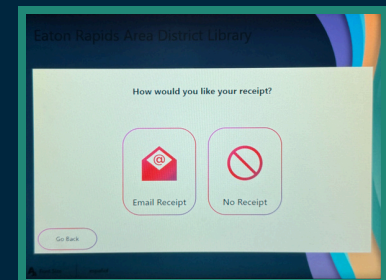 Eaton Rapids Area District Library
How would you like your receipt?
@
Email Receipt
No Receipt
Go Back